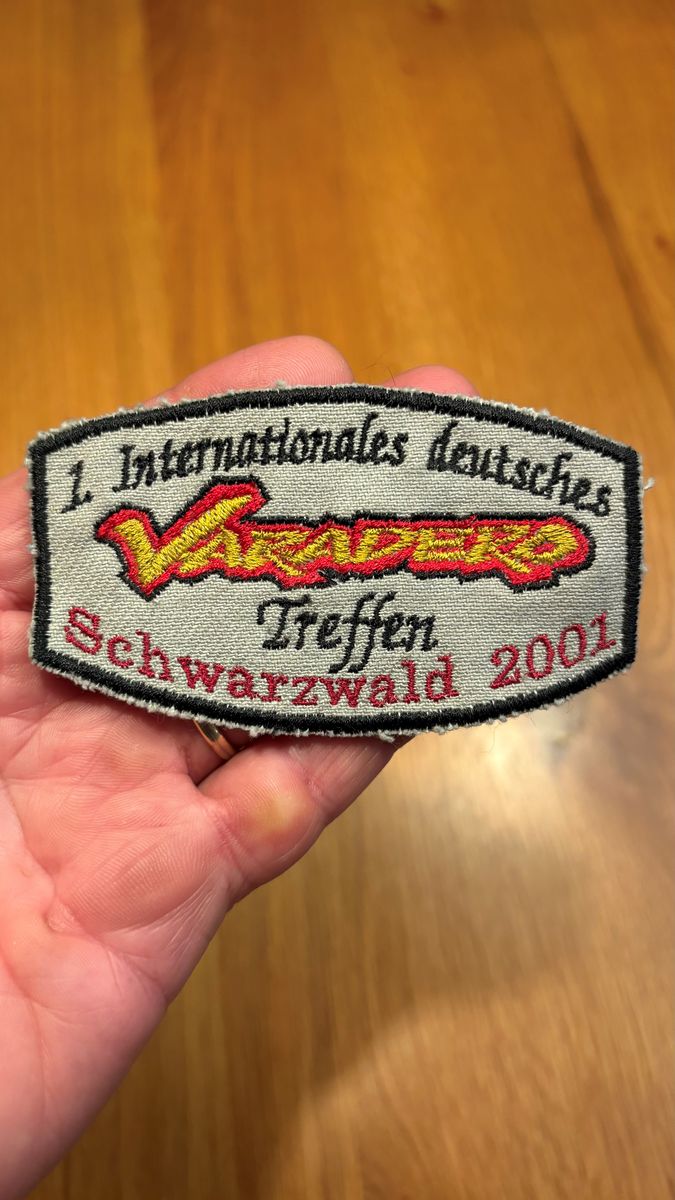 1. Internationales deutsches
VARADERO
Treffen
Schwarzwald 2001